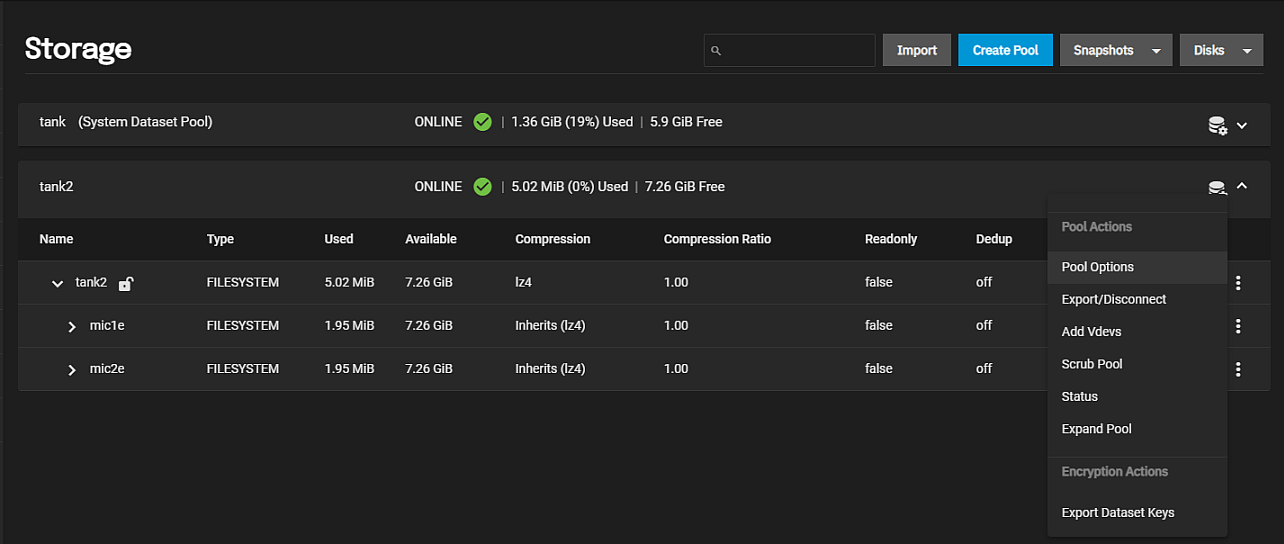 Storage
Import
Create Pool
Snapshots
Disks
tank (System Dataset Pool) ONLINE | 1.36 GiB (19%) Used | 5.9 GiB Free
tank2 ONLINE | 5.02 MiB (0%) Used | 7.26 GiB Free
Name Type Used Available Compression Compression Ratio Readonly Dedup
tank2 FILESYSTEM 5.02 MiB 7.26 GiB lz4 1.00 false off
mic1e FILESYSTEM 1.95 MiB 7.26 GiB Inherits (lz4) 1.00 false off
mic2e FILESYSTEM 1.95 MiB 7.26 GiB Inherits (lz4) 1.00 false off
Pool Actions
Pool Options
Export/Disconnect
Add Vdevs
Scrub Pool
Status
Expand Pool
Encryption Actions
Export Dataset Keys